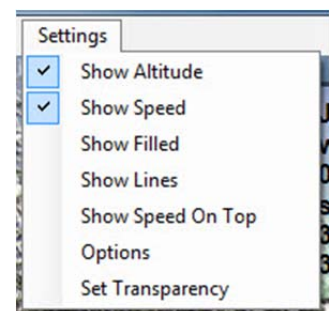 Settings
Show Altitude
Show Speed
Show Filled
Show Lines
Show Speed On Top
Options
Set Transparency